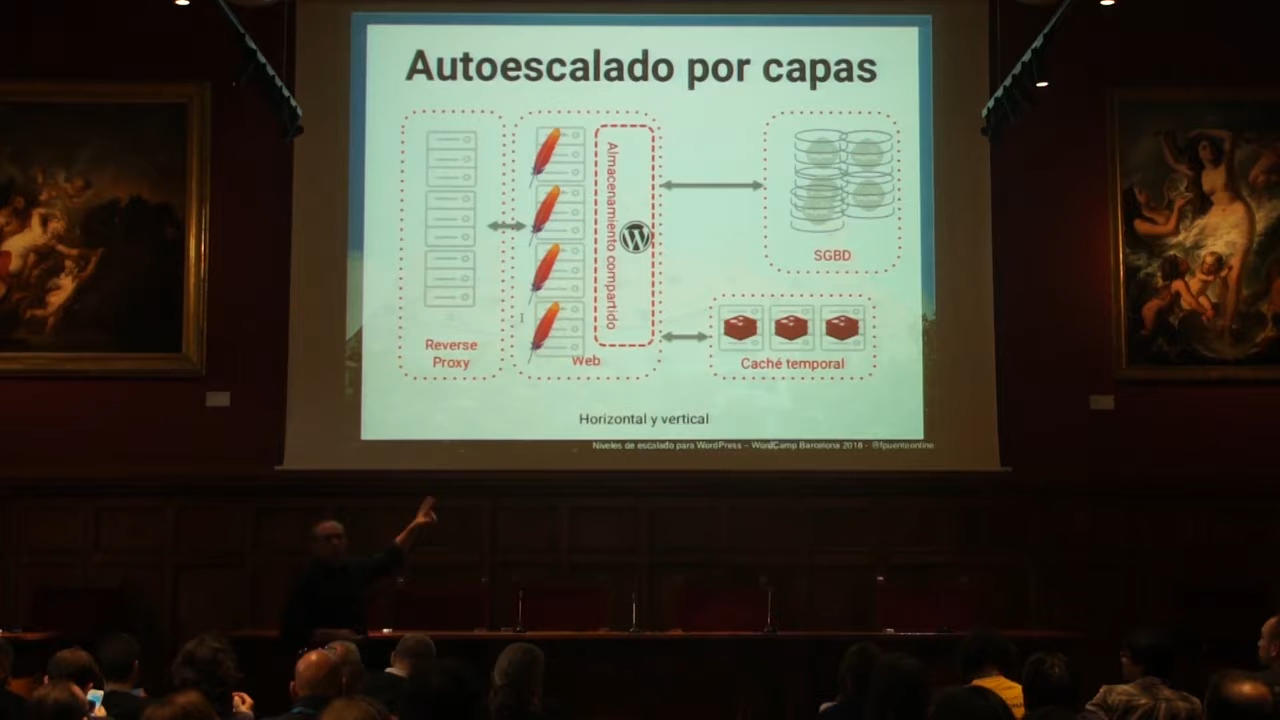 Autoescalado por capas
Almacenamiento compartido
SGBD
Reverse
Proxy
Web
Caché temporal
Horizontal y vertical
Niveles de escalado para WordPress – WordCamp Barcelona 2018 - @fpuenteonline